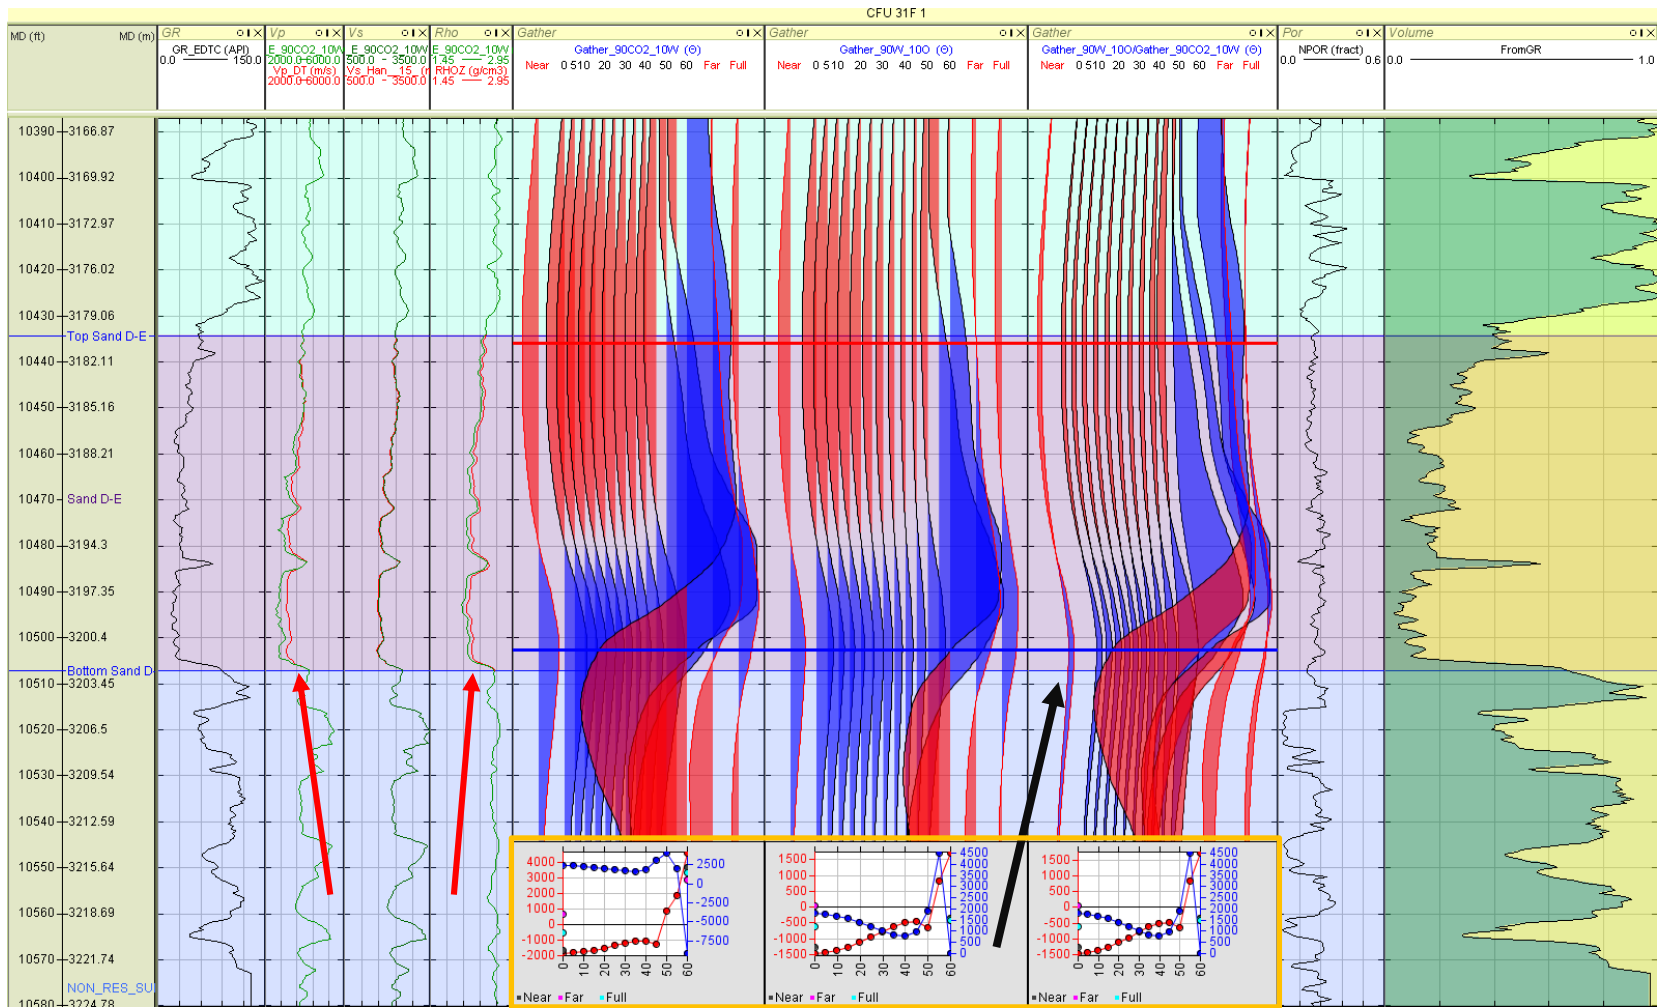 CFU 31F 1
MD (ft) MD (m)
GR Vp Vs Rho Gather Gather Gather Por Volume
GR_EDTC (API)
0.0 150.0
E_90CO2_10W
2000.0 6000.0
Vp_DT (m/s)
2000.0 6000.0
E_90CO2_10W
500.0 3500.0
Vs_Han__15_(r
500.0 3500.0
E_90CO2_10W
1.45 2.95
RHOZ (g/cm3)
1.45 2.95
Gather_90CO2_10W (Θ)
Near 0 510 20 30 40 50 60 Far Full
Gather_90W_10O (Θ)
Near 0 510 20 30 40 50 60 Far Full
Gather_90W_10O/Gather_90CO2_10W (Θ)
Near 0 510 20 30 40 50 60 Far Full
NPOR (fract)
0.0 0.6
FromGR
0.0 1.0
10390 3166.87
10400 3169.92
10410 3172.97
10420 3176.02
10430 3179.06
Top Sand D-E
10440 3182.11
10450 3185.16
10460 3188.21
10470 Sand D-E
10480 3194.3
10490 3197.35
10500 3200.4
Bottom Sand D-
10510 3203.45
10520 3206.5
10530 3209.54
10540 3212.59
10550 3215.64
10560 3218.69
10570 3221.74
NON_RES_SU
10580 3224.78
4000
3000
2000
1000
0
-1000
-2000
2500
0
-2500
-5000
-7500
0 10 20 30 40 50 60
Near Far Full
1500
1000
500
0
-500
-1000
-1500
4500
4000
3500
3000
2500
2000
1500
1000
500
0
0 10 20 30 40 50 60
Near Far Full
1500
1000
500
0
-500
-1000
-1500
4500
4000
3500
3000
2500
2000
1500
1000
500
0
0 10 20 30 40 50 60
Near Far Full